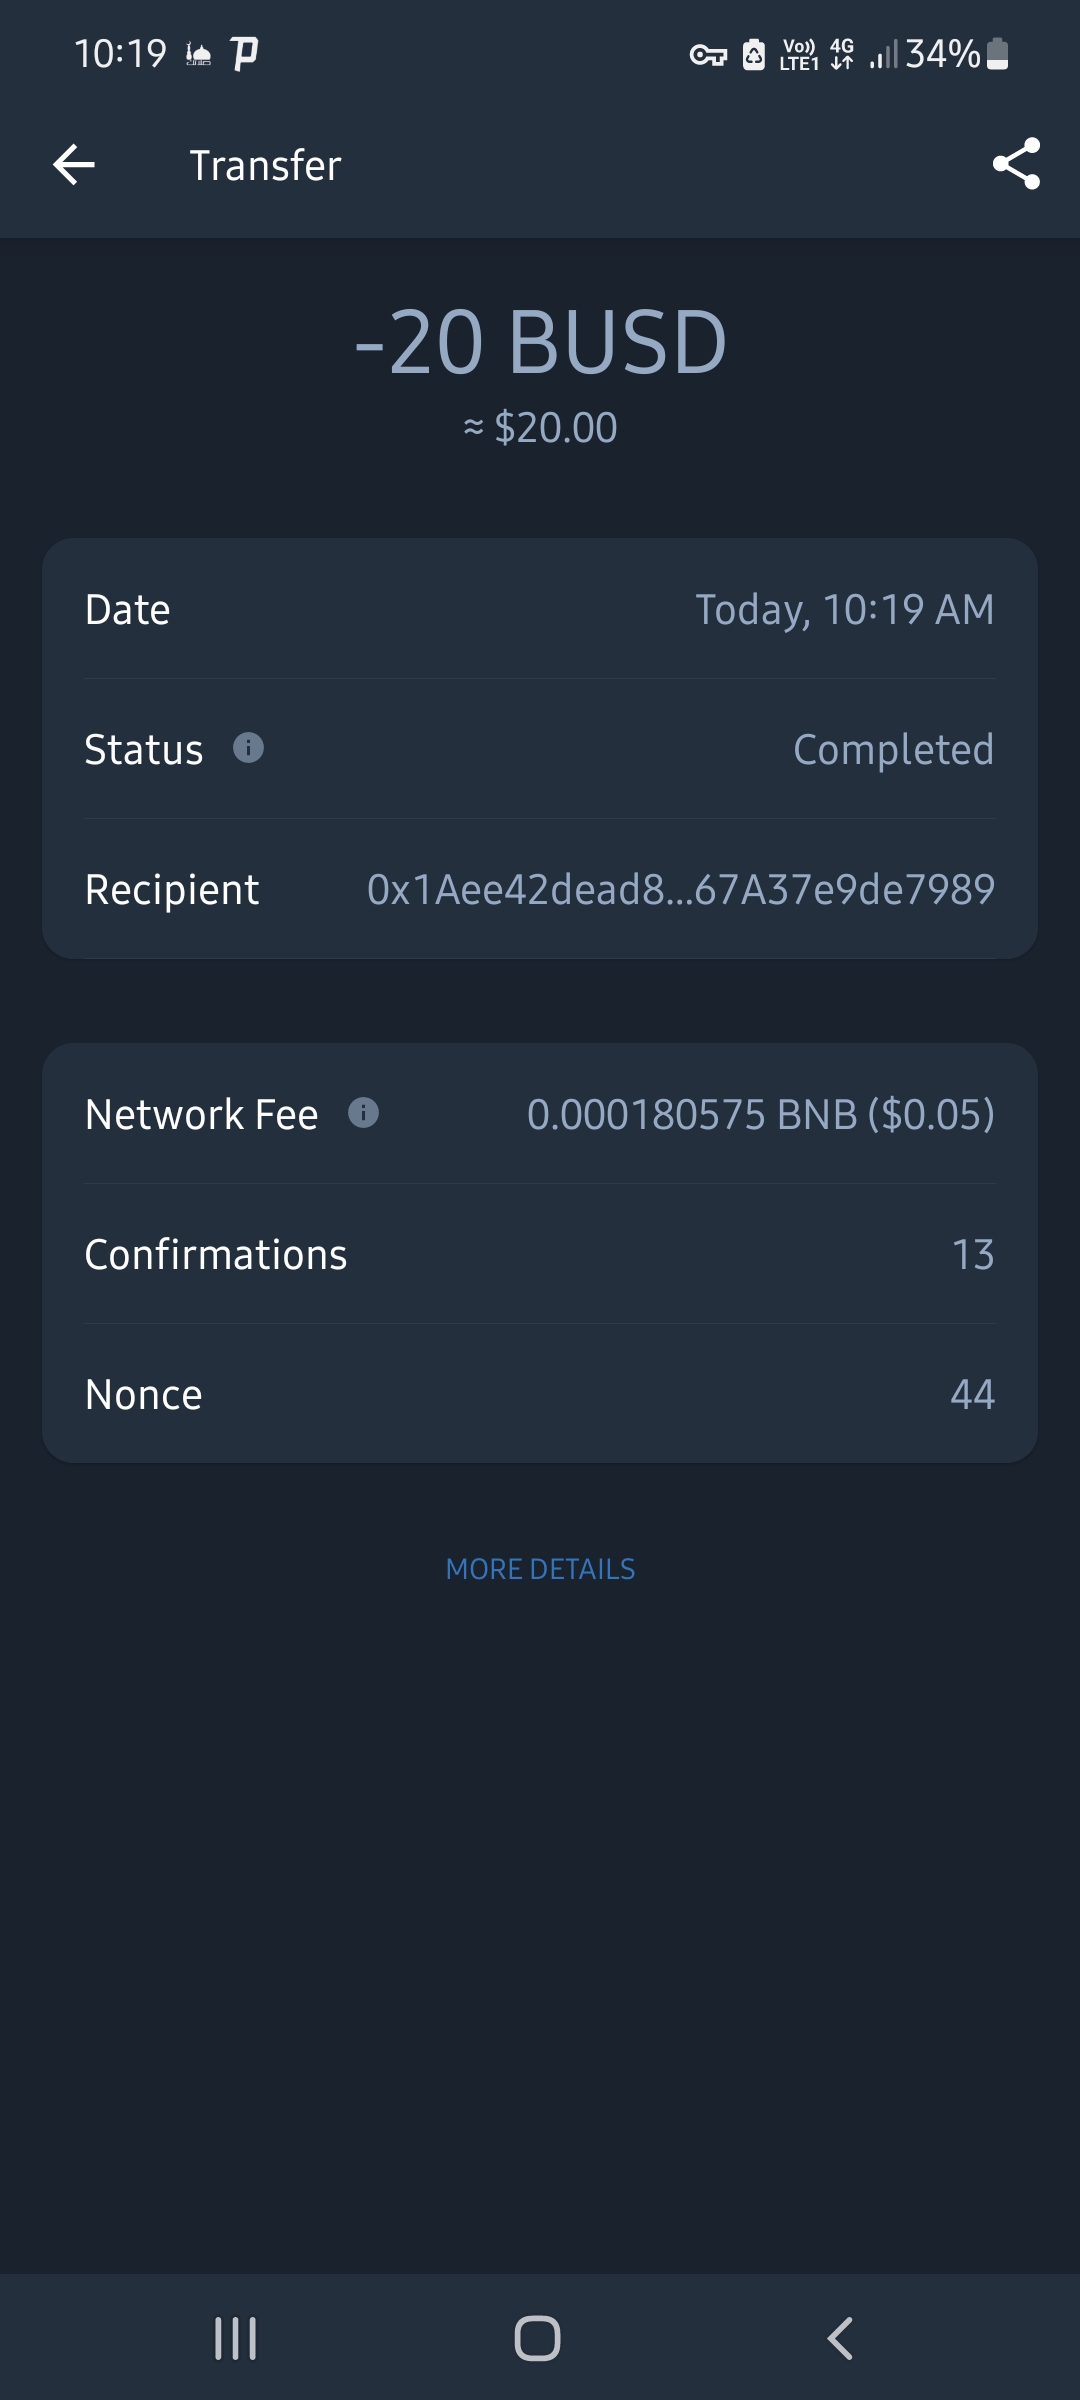 10:19 Vo)) LTE1 4G 34%
Transfer
-20 BUSD
≈ $20.00
Date Today, 10:19 AM
Status Completed
Recipient 0x1Aee42dead8...67A37e9de7989
Network Fee 0.000180575 BNB ($0.05)
Confirmations 13
Nonce 44
MORE DETAILS